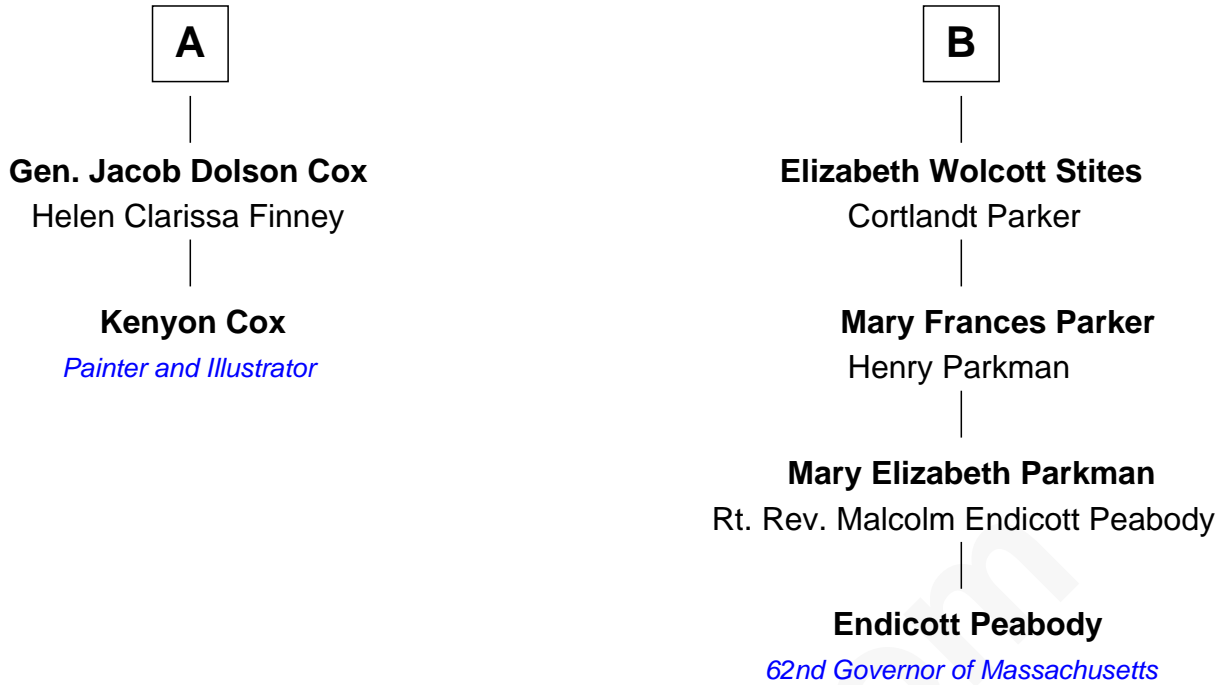 A
Gen. Jacob Dolson Cox
Helen Clarissa Finney
Kenyon Cox
Painter and Illustrator
B
Elizabeth Wolcott Stites
Cortlandt Parker
Mary Frances Parker
Henry Parkman
Mary Elizabeth Parkman
Rt. Rev. Malcolm Endicott Peabody
Endicott Peabody
62nd Governor of Massachusetts